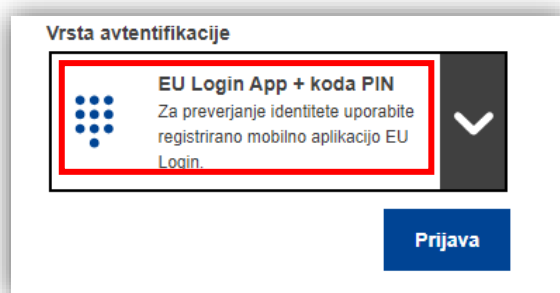 Vrsta avtentifikacije
EU Login App + koda PIN
Za preverjanje identitete uporabite
registrirano mobilno aplikacijo EU
Login.
Prijava